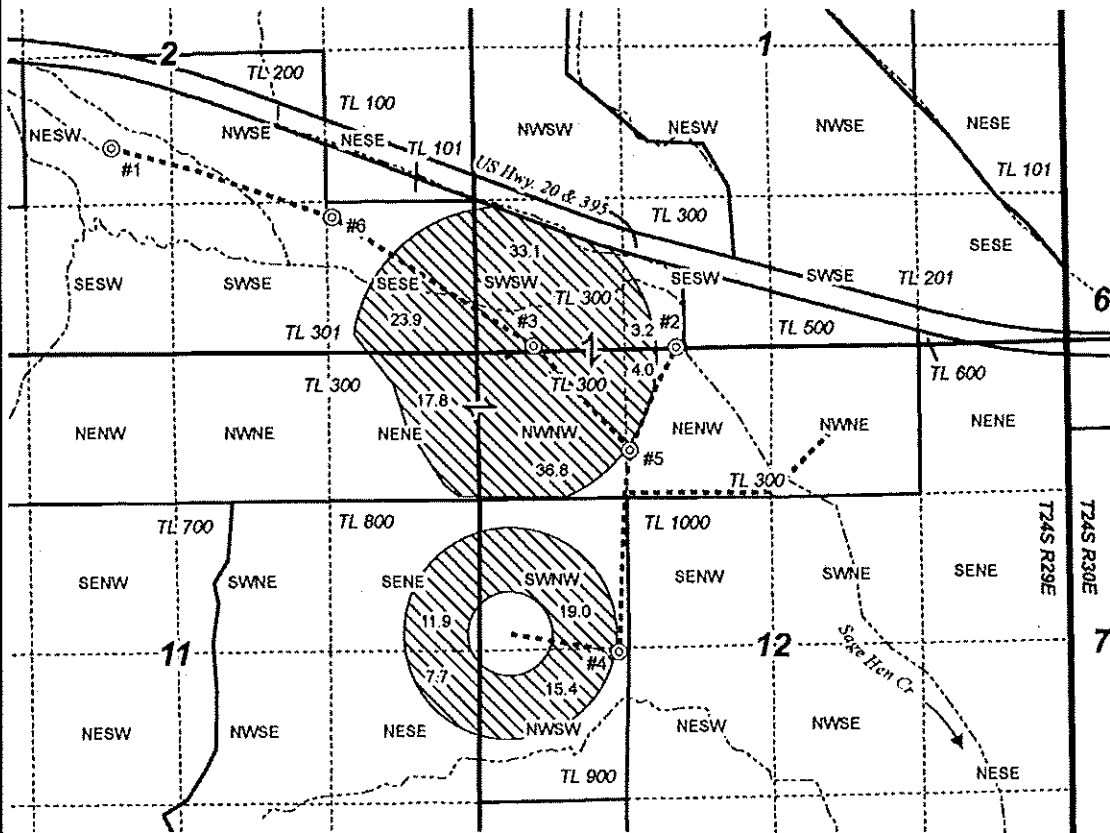 2
1
TL 200
TL 100
NESW
NWSE
NESE
NWSW
NESW
NESE
#1
TL 101
TL 101
US Hwy. 20 & 395
TL 300
#6
33.1
SESE
SESW
SWSE
SESE
SWSW
SESW
SWSE
TL 201
6
TL 300
23.9
#3
3.2
#2
TL 301
TL 500
TL 300
TL 300
4.0
TL 600
17.8
NENW
NWNE
NENE
NWNW
NENW
NWNE
NENE
#5
36.8
TL 300
TL 700
TL 800
TL 1000
T24S R29E
T24S R30E
SENW
SWNE
SENE
SWNW
SENW
SWNE
SENE
11.9
19.0
11
#4
12
7
Sage Hen Cr
7.7
15.4
NESW
NWSE
NESE
NWSW
NESW
NWSE
TL 900
NESE